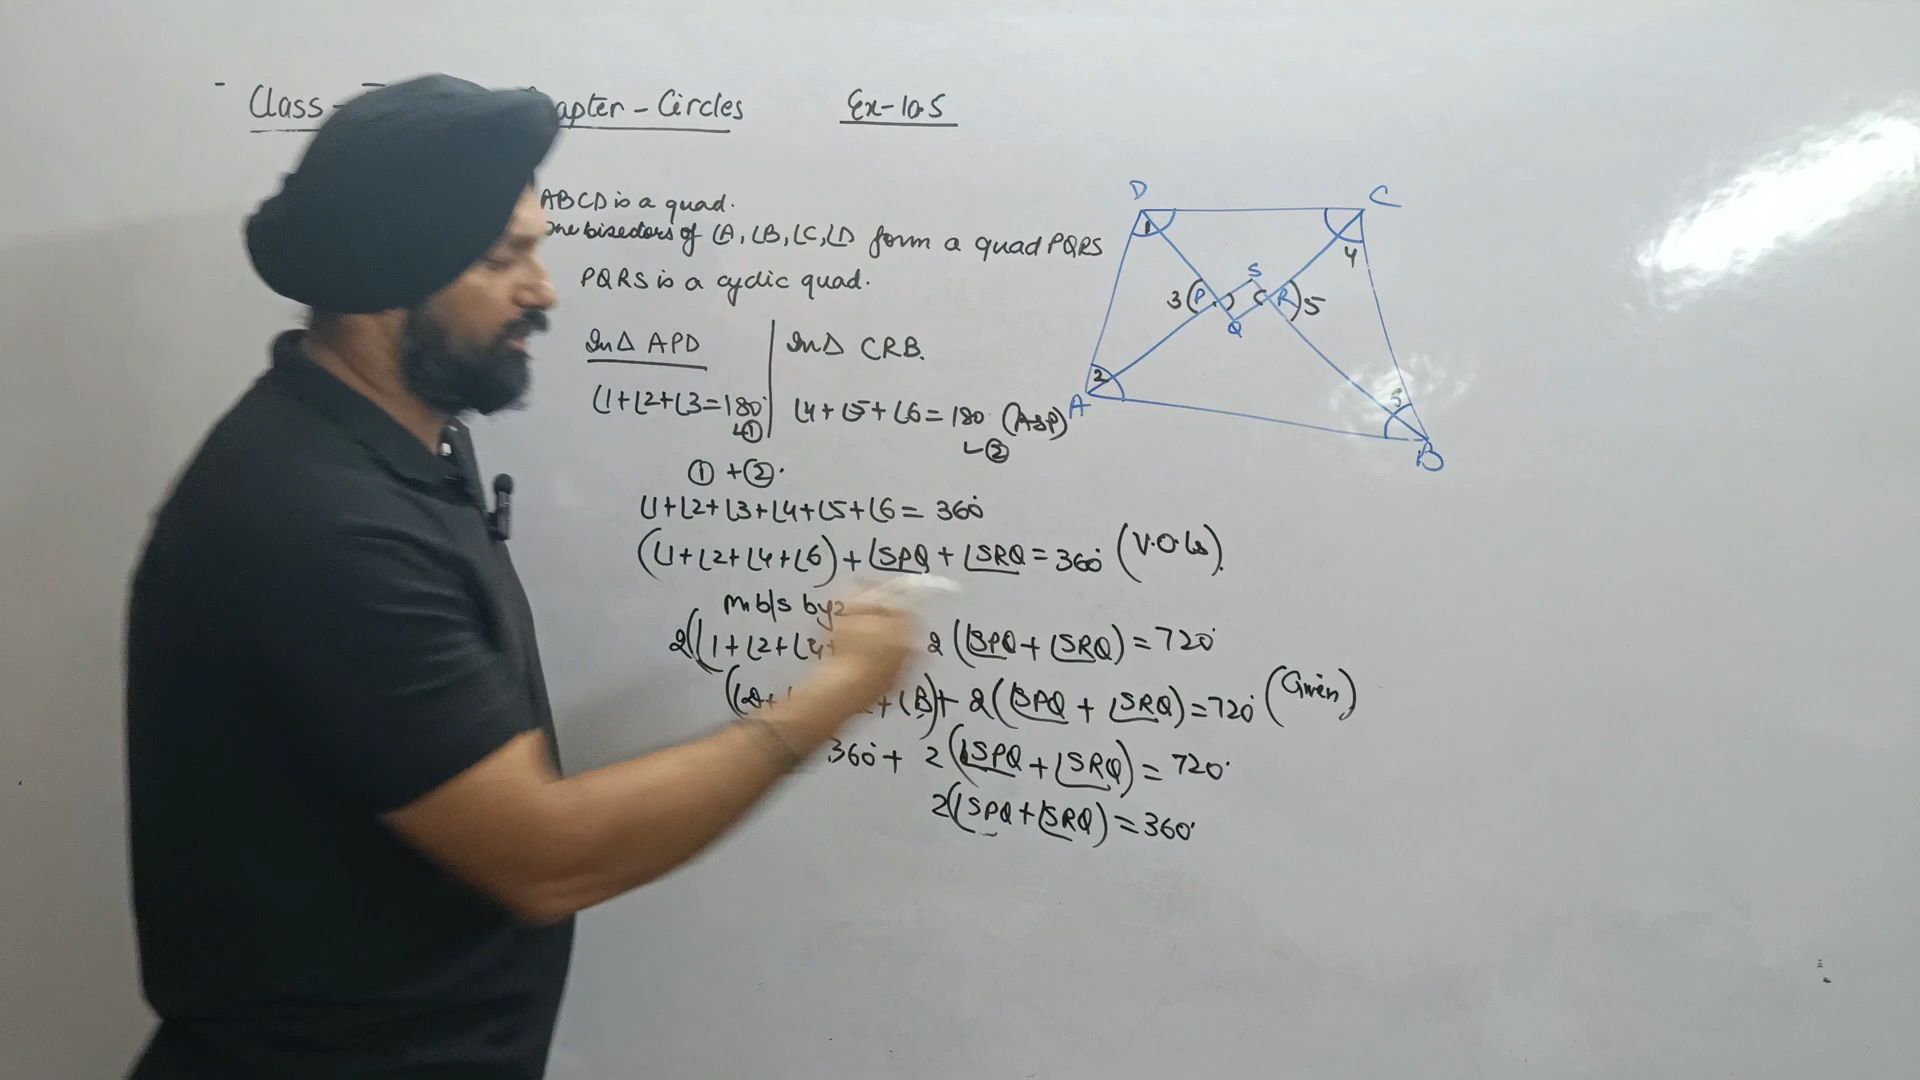 Class - Chapter - Circles Ex-10.5
ABCD is a quad.
The bisectors of ∠A, ∠B, ∠C, ∠D form a quad PQRS
PQRS is a cyclic quad.
In Δ APD In Δ CRB.
∠1+∠2+∠3=180° ∠4+∠5+∠6=180 (ASP)
↳① ↳②
①+②.
∠1+∠2+∠3+∠4+∠5+∠6=360°
(∠1+∠2+∠4+∠6)+∠SPQ+∠SRQ=360° (V.O.∠s).
m b/s by 2
2(∠1+∠2+∠4+ 2(∠SPQ+∠SRQ)=720°
+∠B)+2(∠SPQ+∠SRQ)=720° (Given)
360°+2(∠SPQ+∠SRQ)=720°
2(∠SPQ+∠SRQ)=360°
D C
1 4
S
3 P R 5
Q
2 5
A
B